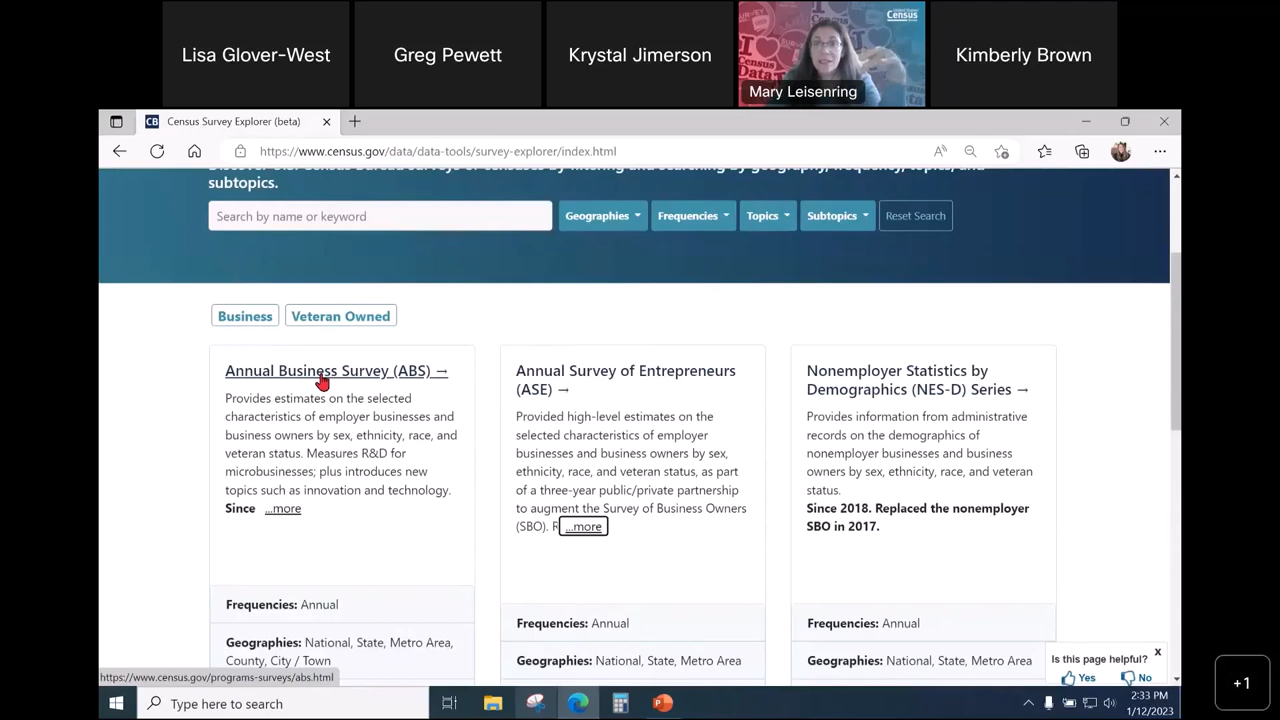 Lisa Glover-West
Greg Pewett
Krystal Jimerson
United States
Census
Mary Leisenring
Kimberly Brown
CB Census Survey Explorer (beta)
https://www.census.gov/data/data-tools/survey-explorer/index.html
subtopics.
Search by name or keyword
Geographies
Frequencies
Topics
Subtopics
Reset Search
Business
Veteran Owned
Annual Business Survey (ABS) →
Provides estimates on the selected
characteristics of employer businesses and
business owners by sex, ethnicity, race, and
veteran status. Measures R&D for
microbusinesses; plus introduces new
topics such as innovation and technology.
Since ...more
Frequencies: Annual
Geographies: National, State, Metro Area,
County, City / Town
Annual Survey of Entrepreneurs
(ASE) →
Provided high-level estimates on the
selected characteristics of employer
businesses and business owners by sex,
ethnicity, race, and veteran status, as part
of a three-year public/private partnership
to augment the Survey of Business Owners
(SBO). R ...more
Frequencies: Annual
Geographies: National, State, Metro Area
Nonemployer Statistics by
Demographics (NES-D) Series →
Provides information from administrative
records on the demographics of
nonemployer businesses and business
owners by sex, ethnicity, race, and veteran
status.
Since 2018. Replaced the nonemployer
SBO in 2017.
Frequencies: Annual
Geographies: National, State, Metro Area
Is this page helpful? x
Yes
No
https://www.census.gov/programs-surveys/abs.html
Type here to search
2:33 PM
1/12/2023
+1